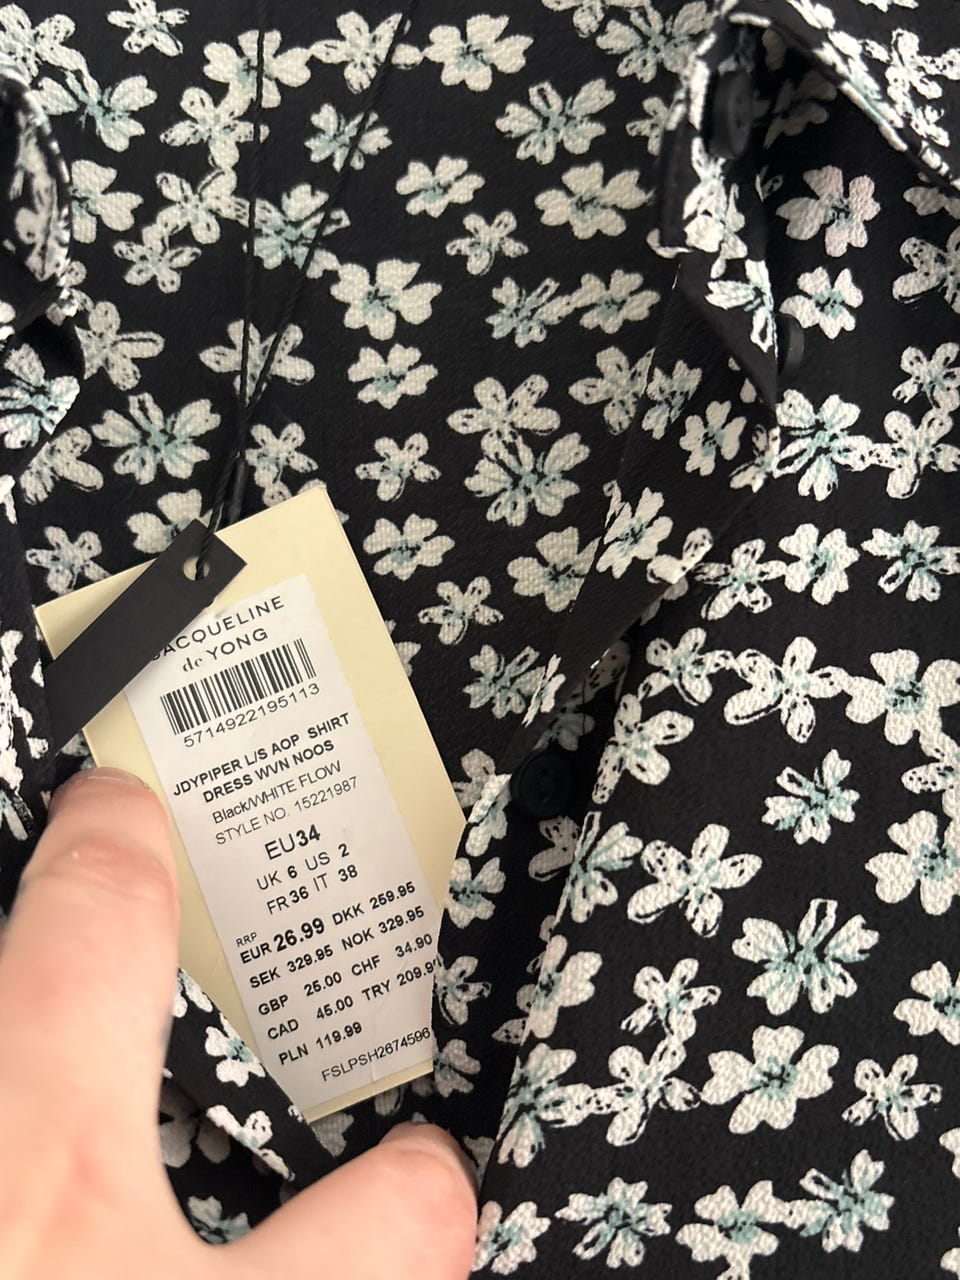 JACQUELINE
de YONG
5714922195113
JDYPIPER L/S AOP SHIRT
DRESS WVN NOOS
Black/WHITE FLOW
STYLE NO. 15221987
EU34
UK 6 US 2
FR 36 IT 38
RRP
EUR 26.99 DKK 259.95
SEK 329.95 NOK 329.95
GBP 25.00 CHF 34.90
CAD 45.00 TRY 209.90
PLN 119.99
FSLPSH2674596